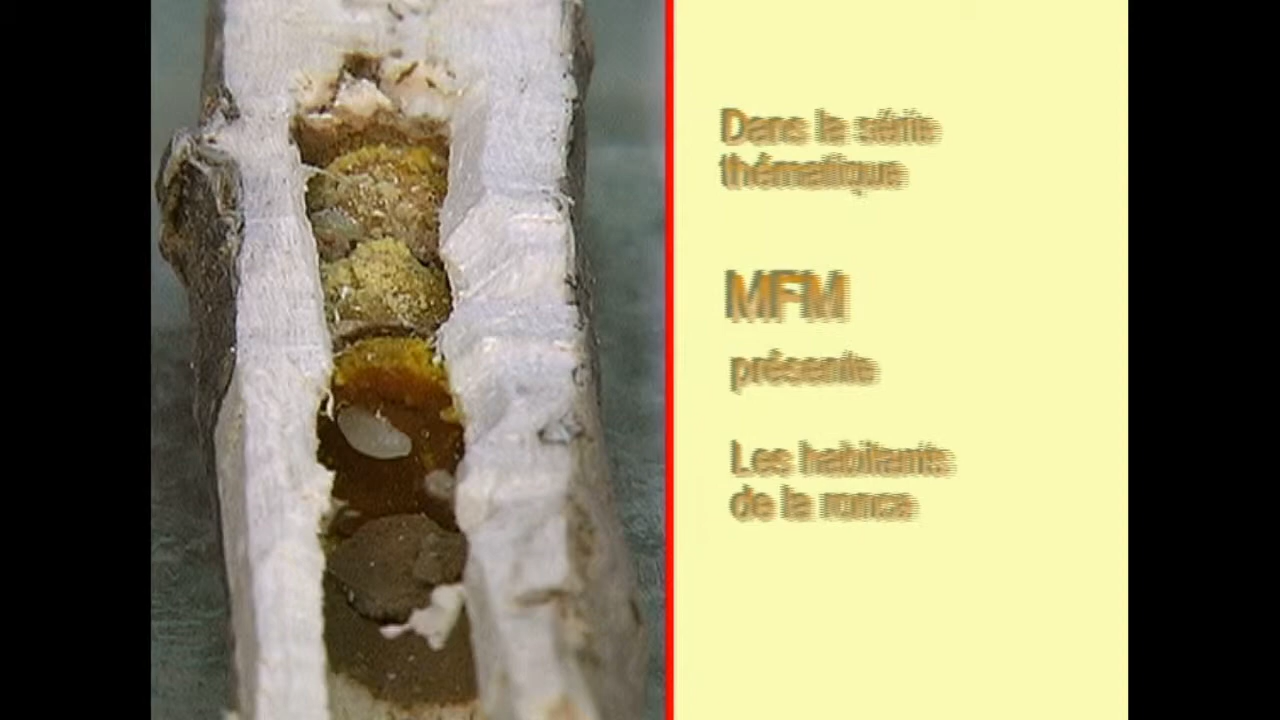 Dans la série
thématique
MFM
présente
Les habitants
de la ronce